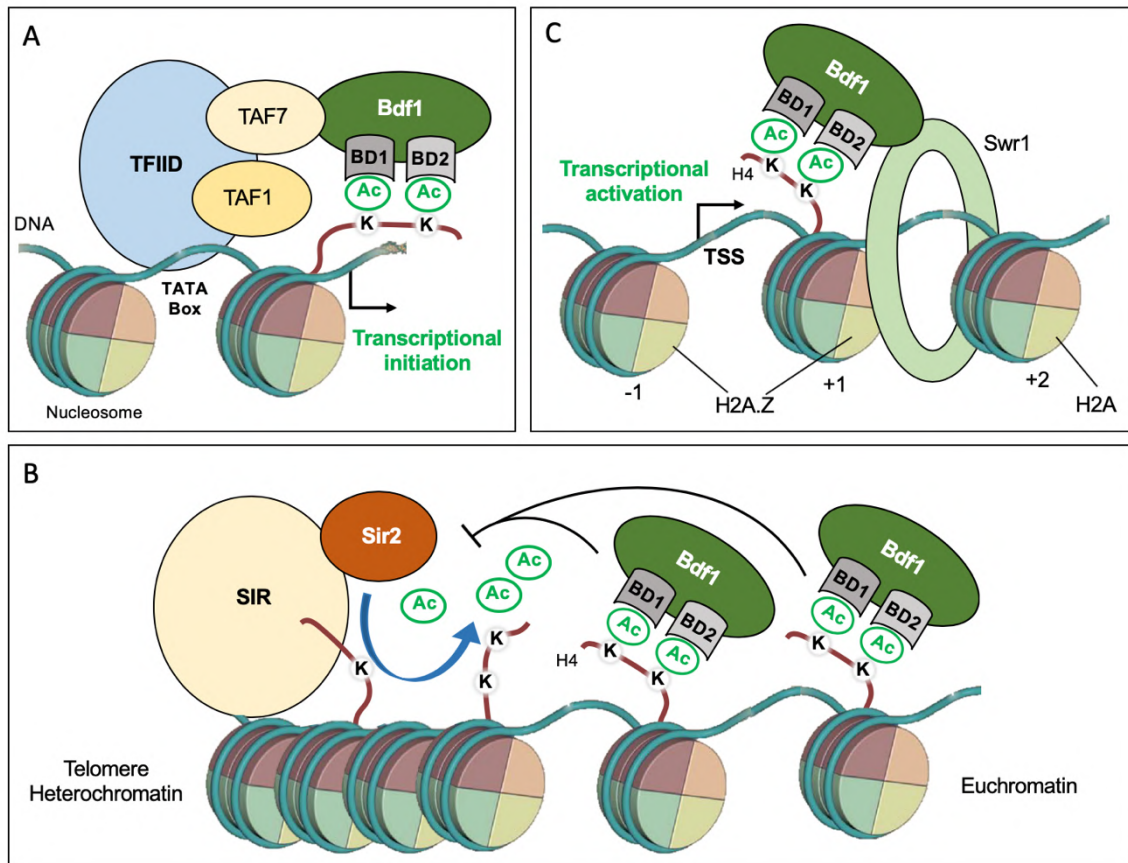 A
TFIID
TAF7
TAF1
Bdf1
BD1
BD2
Ac
Ac
K
K
DNA
TATA
Box
Transcriptional
initiation
Nucleosome
C
Bdf1
BD1
BD2
Ac
Ac
K
K
H4
Swr1
Transcriptional
activation
TSS
-1
H2A.Z
+1
+2
H2A
B
SIR
Sir2
Ac
Ac
Ac
K
K
K
Bdf1
BD1
BD2
Ac
Ac
H4
K
K
Bdf1
BD1
BD2
Ac
Ac
K
K
Telomere
Heterochromatin
Euchromatin